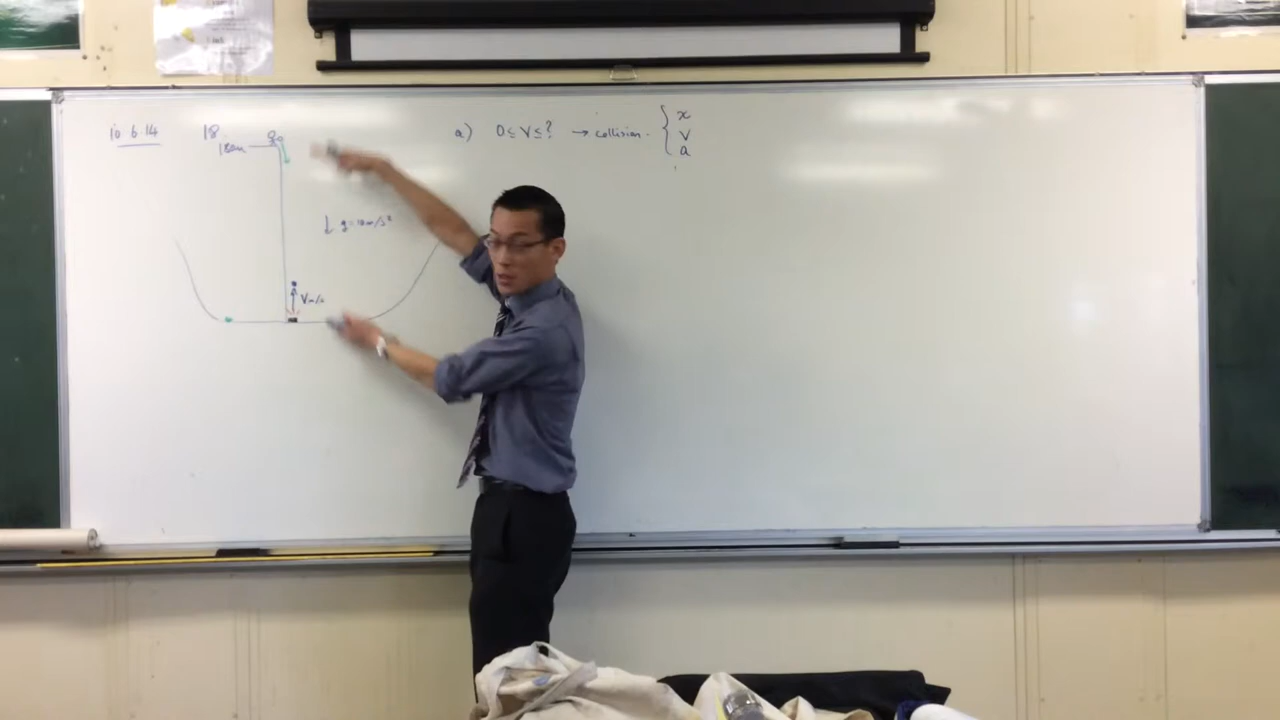 10.6.14
18
180m
a) 0 ≤ V ≤ ? → collision. { x
v
a
↓ g = 10m/s²
V m/s